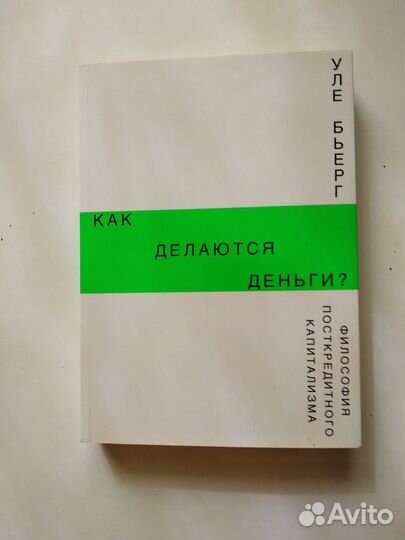 УЛЕ БЬЕРГ
КАК
ДЕЛАЮТСЯ
ДЕНЬГИ?
ФИЛОСОФИЯ
ПОСТКРЕДИТНОГО
КАПИТАЛИЗМА
Avito